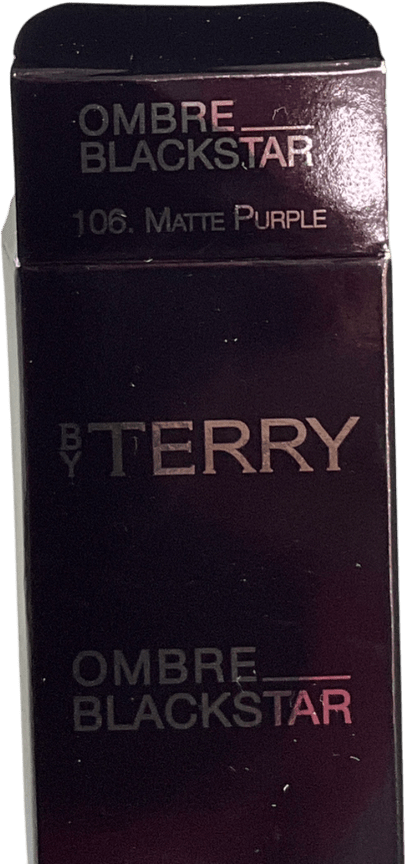 OMBRE
BLACKSTAR
106. MATTE PURPLE
BY TERRY
OMBRE
BLACKSTAR